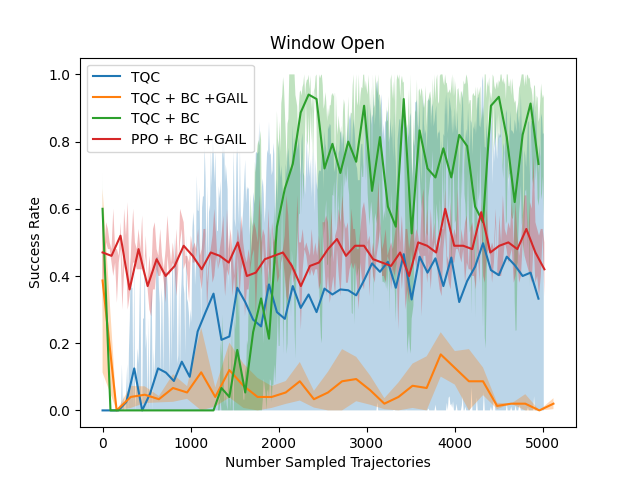 Window Open
1.0
0.8
0.6
0.4
0.2
0.0
Success Rate
TQC
TQC + BC +GAIL
TQC + BC
PPO + BC +GAIL
0 1000 2000 3000 4000 5000
Number Sampled Trajectories